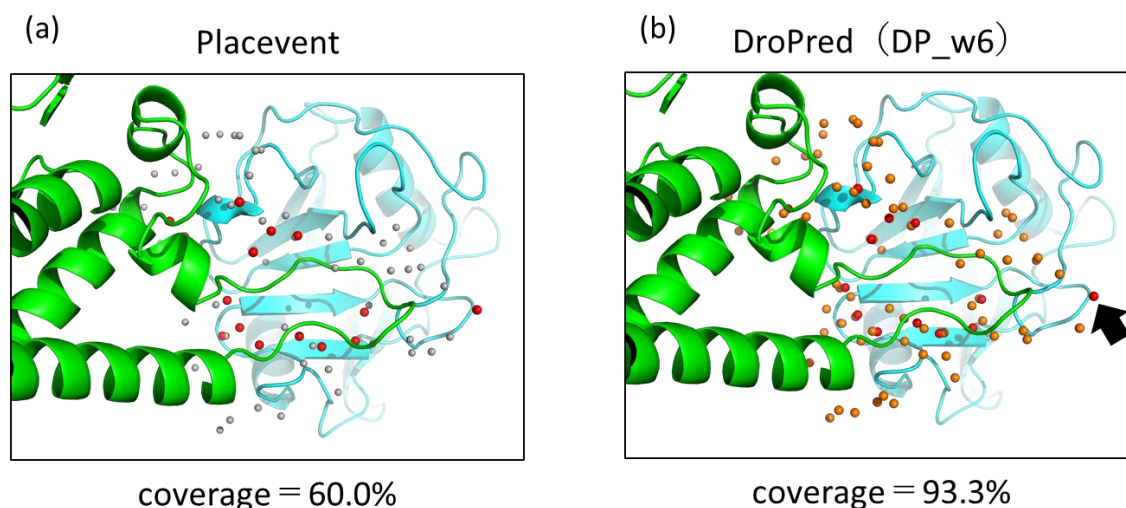 (a)
Placevent
(b)
DroPred （DP_w6）
coverage＝60.0%
coverage＝93.3%